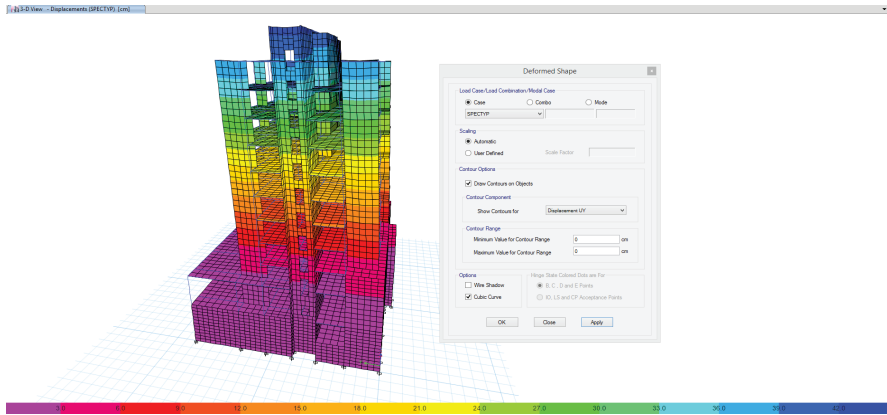 3-D View - Displacements (SPECTYP) [cm]
Deformed Shape
Load Case/Load Combination/Modal Case
Case
Combo
Mode
SPECTYP
Scaling
Automatic
User Defined
Scale Factor
Contour Options
Draw Contours on Objects
Contour Component
Show Contours for
Displacement UY
Contour Range
Minimum Value for Contour Range
0
cm
Maximum Value for Contour Range
0
cm
Options
Wire Shadow
Cubic Curve
Hinge State Colored Dots are For
B, C, D and E Points
IO, LS and CP Acceptance Points
OK
Close
Apply
3.0 6.0 9.0 12.0 15.0 18.0 21.0 24.0 27.0 30.0 33.0 36.0 39.0 42.0